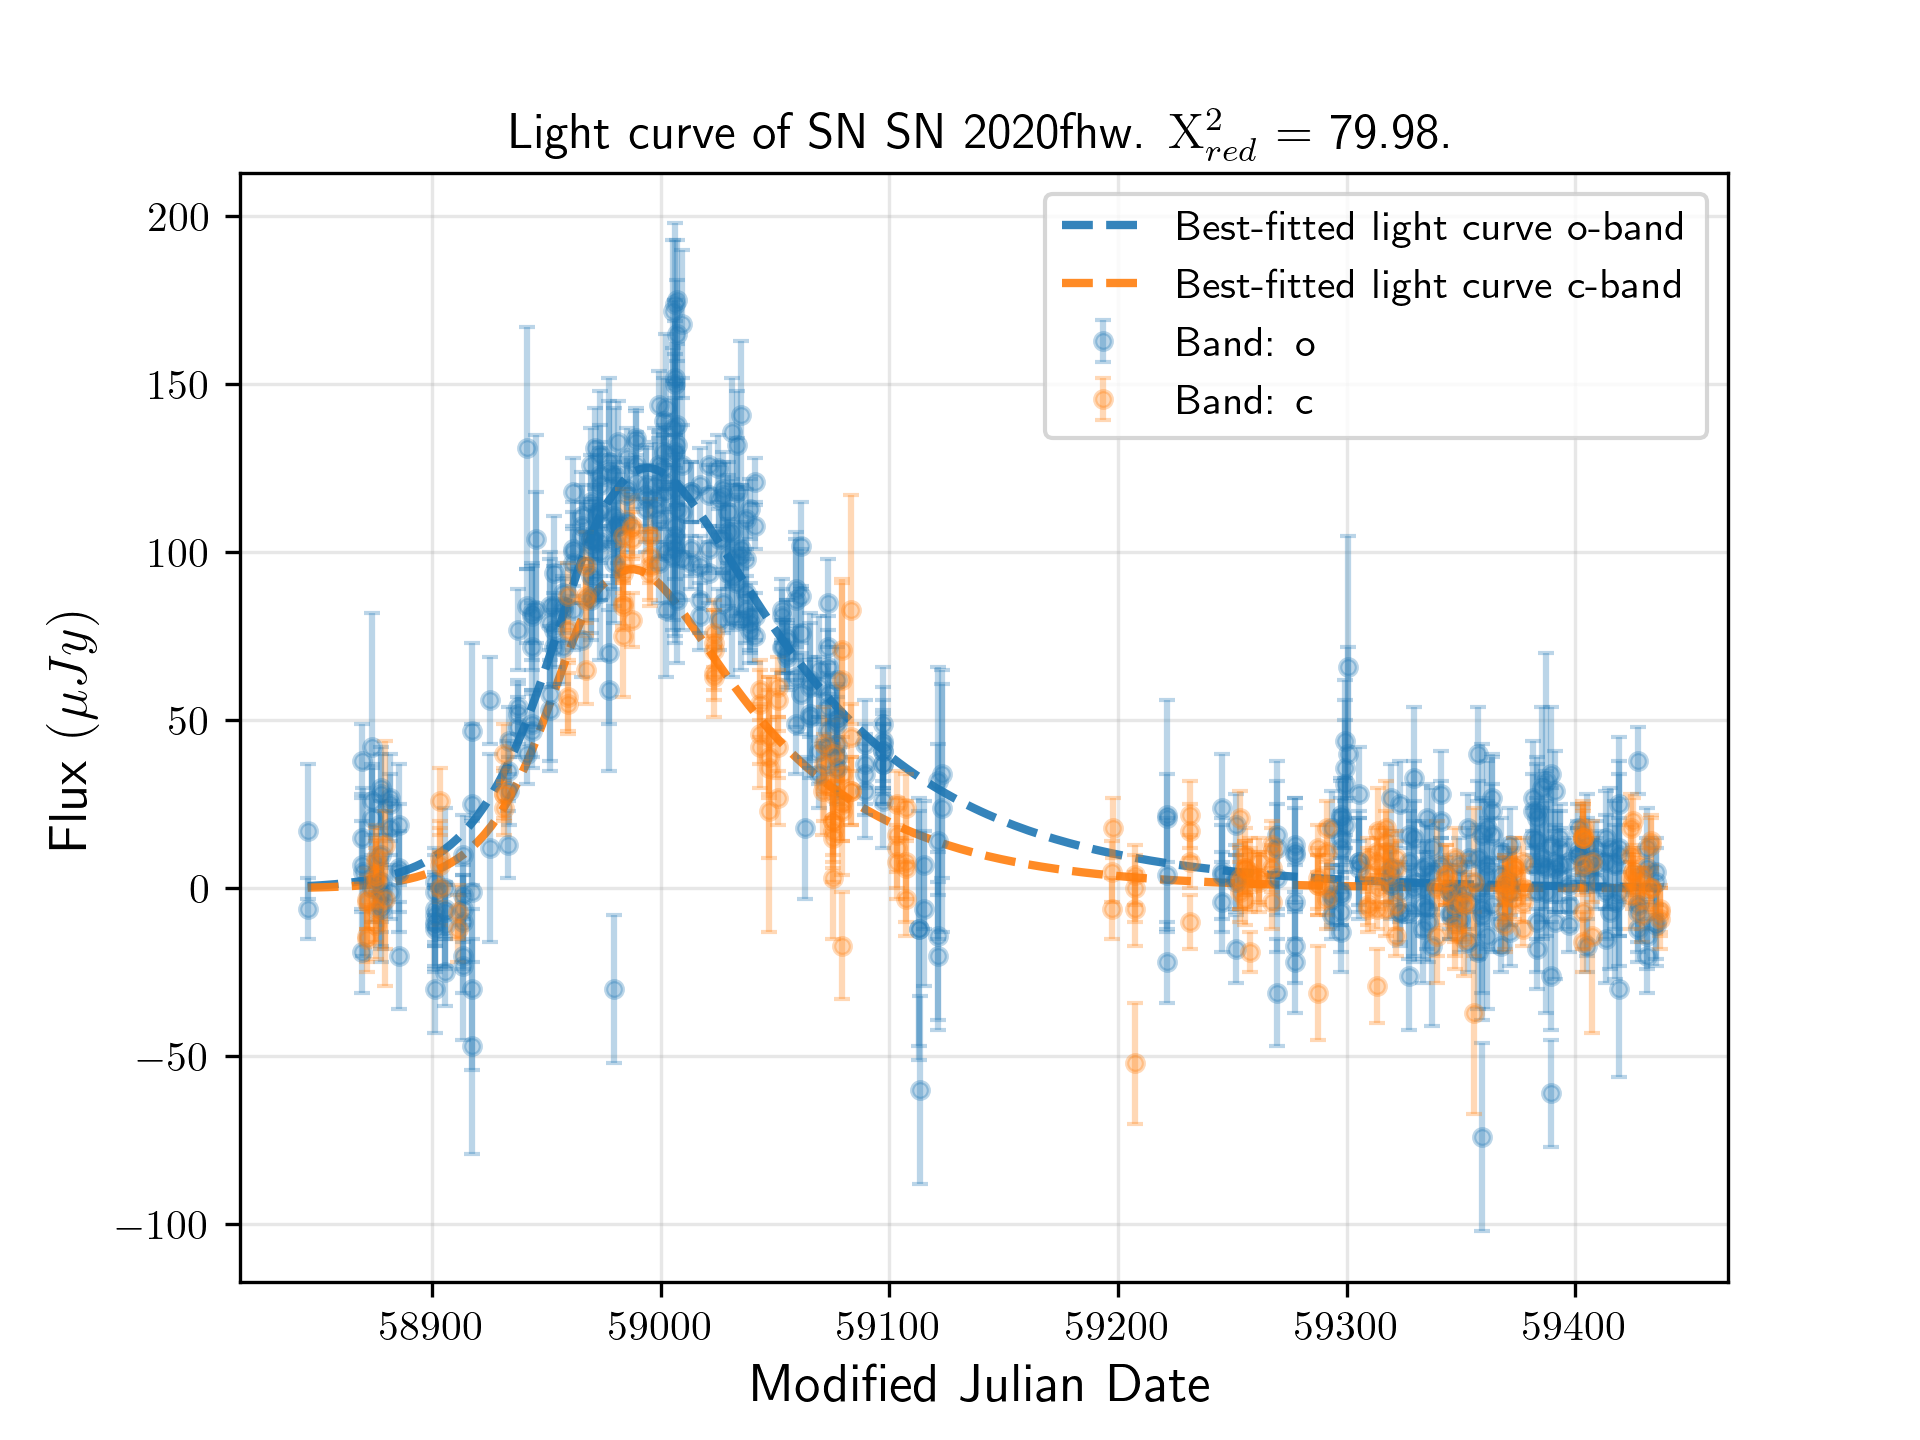 Light curve of SN SN 2020fhw. X²_red = 79.98.
Best-fitted light curve o-band
Best-fitted light curve c-band
Band: o
Band: c
Flux (μJy)
200
150
100
50
0
−50
−100
58900 59000 59100 59200 59300 59400
Modified Julian Date